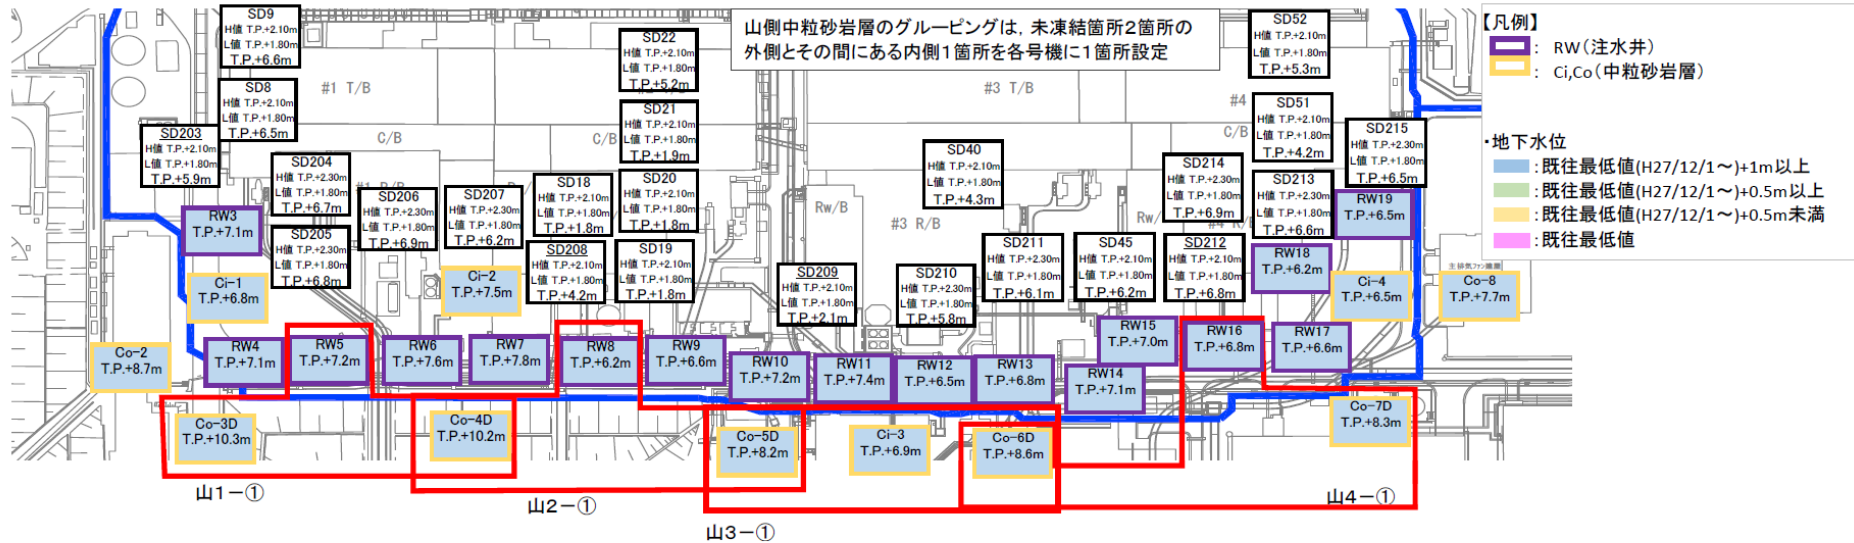 SD9
H値 T.P.+2.10m
L値 T.P.+1.80m
T.P.+6.6m
SD22
H値 T.P.+2.10m
L値 T.P.+1.80m
T.P.+5.2m
山側中粒砂岩層のグルーピングは，未凍結箇所2箇所の
外側とその間にある内側1箇所を各号機に1箇所設定
SD52
H値 T.P.+2.10m
L値 T.P.+1.80m
T.P.+5.3m
【凡例】
： RW（注水井）
： Ci,Co（中粒砂岩層）
・地下水位
：既往最低値(H27/12/1～)+1m以上
：既往最低値(H27/12/1～)+0.5m以上
：既往最低値(H27/12/1～)+0.5m未満
：既往最低値
SD8
H値 T.P.+2.10m
L値 T.P.+1.80m
T.P.+6.5m
#1 T/B
#3 T/B
#4
SD21
H値 T.P.+2.10m
L値 T.P.+1.80m
T.P.+1.9m
SD51
H値 T.P.+2.10m
L値 T.P.+1.80m
T.P.+4.2m
SD203
H値 T.P.+2.10m
L値 T.P.+1.80m
T.P.+5.9m
C/B
C/B
C/B
SD215
H値 T.P.+2.30m
L値 T.P.+1.80m
T.P.+6.5m
SD204
H値 T.P.+2.30m
L値 T.P.+1.80m
T.P.+6.7m
SD206
H値 T.P.+2.30m
L値 T.P.+1.80m
T.P.+6.9m
SD207
H値 T.P.+2.30m
L値 T.P.+1.80m
T.P.+6.2m
SD18
H値 T.P.+2.10m
L値 T.P.+1.80m
T.P.+1.8m
SD20
H値 T.P.+2.10m
L値 T.P.+1.80m
T.P.+1.8m
SD40
H値 T.P.+2.10m
L値 T.P.+1.80m
T.P.+4.3m
SD214
H値 T.P.+2.30m
L値 T.P.+1.80m
T.P.+6.9m
SD213
H値 T.P.+2.30m
L値 T.P.+1.80m
T.P.+6.6m
RW19
T.P.+6.5m
RW3
T.P.+7.1m
Rw/B
#3 R/B
Rw/
SD205
H値 T.P.+2.30m
L値 T.P.+1.80m
T.P.+6.8m
SD208
H値 T.P.+2.10m
L値 T.P.+1.80m
T.P.+4.2m
SD19
H値 T.P.+2.10m
L値 T.P.+1.80m
T.P.+1.8m
SD209
H値 T.P.+2.10m
L値 T.P.+1.80m
T.P.+2.1m
SD210
H値 T.P.+2.30m
L値 T.P.+1.80m
T.P.+5.8m
SD211
H値 T.P.+2.30m
L値 T.P.+1.80m
T.P.+6.1m
SD45
H値 T.P.+2.10m
L値 T.P.+1.80m
T.P.+6.2m
SD212
H値 T.P.+2.10m
L値 T.P.+1.80m
T.P.+6.8m
RW18
T.P.+6.2m
主排気ファン建屋
Ci-1
T.P.+6.8m
Ci-2
T.P.+7.5m
Ci-4
T.P.+6.5m
Co-8
T.P.+7.7m
Co-2
T.P.+8.7m
RW4
T.P.+7.1m
RW5
T.P.+7.2m
RW6
T.P.+7.6m
RW7
T.P.+7.8m
RW8
T.P.+6.2m
RW9
T.P.+6.6m
RW10
T.P.+7.2m
RW11
T.P.+7.4m
RW12
T.P.+6.5m
RW13
T.P.+6.8m
RW14
T.P.+7.1m
RW15
T.P.+7.0m
RW16
T.P.+6.8m
RW17
T.P.+6.6m
Co-3D
T.P.+10.3m
Co-4D
T.P.+10.2m
Co-5D
T.P.+8.2m
Ci-3
T.P.+6.9m
Co-6D
T.P.+8.6m
Co-7D
T.P.+8.3m
山1-①
山2-①
山3-①
山4-①